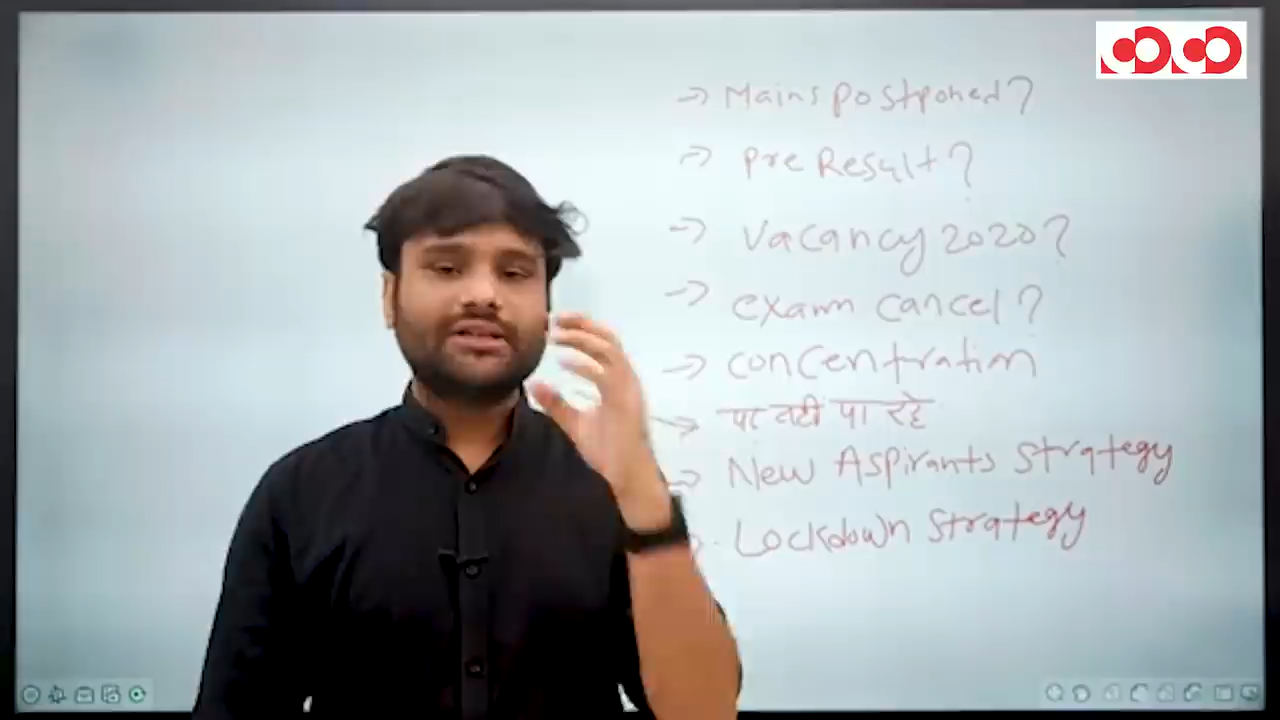 → Mains postponed?
→ Pre Result?
→ Vacancy 2020?
→ exam cancel?
→ concentration
→ पढ़ नही पा रहे
→ New Aspirants strategy
Lockdown strategy